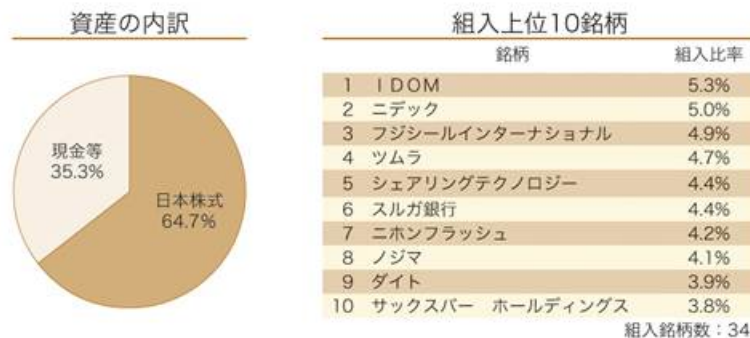 資産の内訳
現金等
35.3%
日本株式
64.7%
組入上位10銘柄
銘柄 組入比率
1 IDOM 5.3%
2 ニデック 5.0%
3 フジシールインターナショナル 4.9%
4 ツムラ 4.7%
5 シェアリングテクノロジー 4.4%
6 スルガ銀行 4.4%
7 ニホンフラッシュ 4.2%
8 ノジマ 4.1%
9 ダイト 3.9%
10 サックスバー　ホールディングス 3.8%
組入銘柄数：34